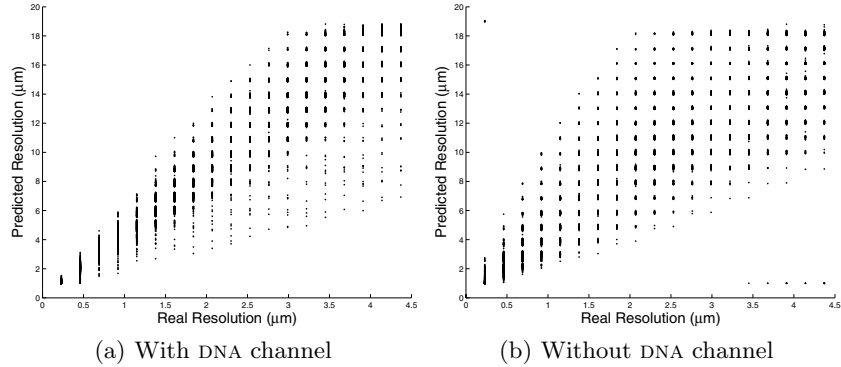 20
18
16
14
12
10
8
6
4
2
0
Predicted Resolution (μm)
0 0.5 1 1.5 2 2.5 3 3.5 4 4.5
Real Resolution (μm)
(a) With DNA channel
20
18
16
14
12
10
8
6
4
2
0
Predicted Resolution (μm)
0 0.5 1 1.5 2 2.5 3 3.5 4 4.5
Real Resolution (μm)
(b) Without DNA channel